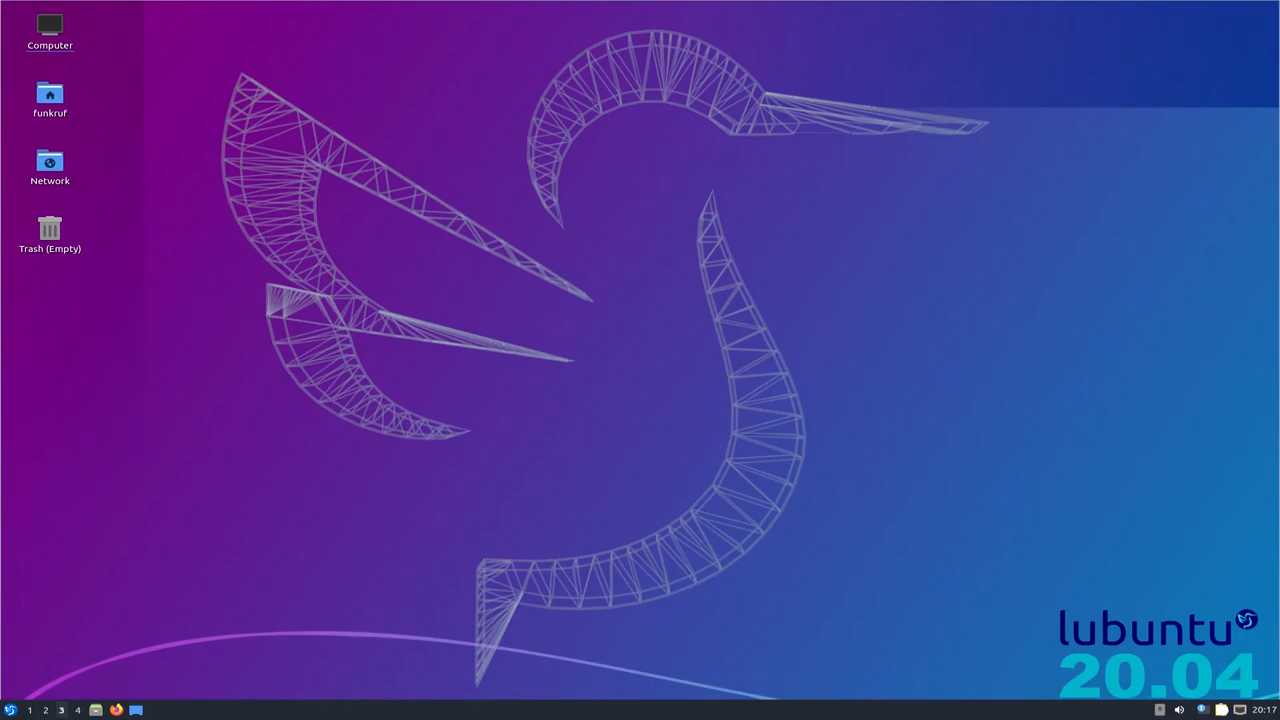 Computer
funkruf
Network
Trash (Empty)
lubuntu
20.04
1 2 3 4
20:17